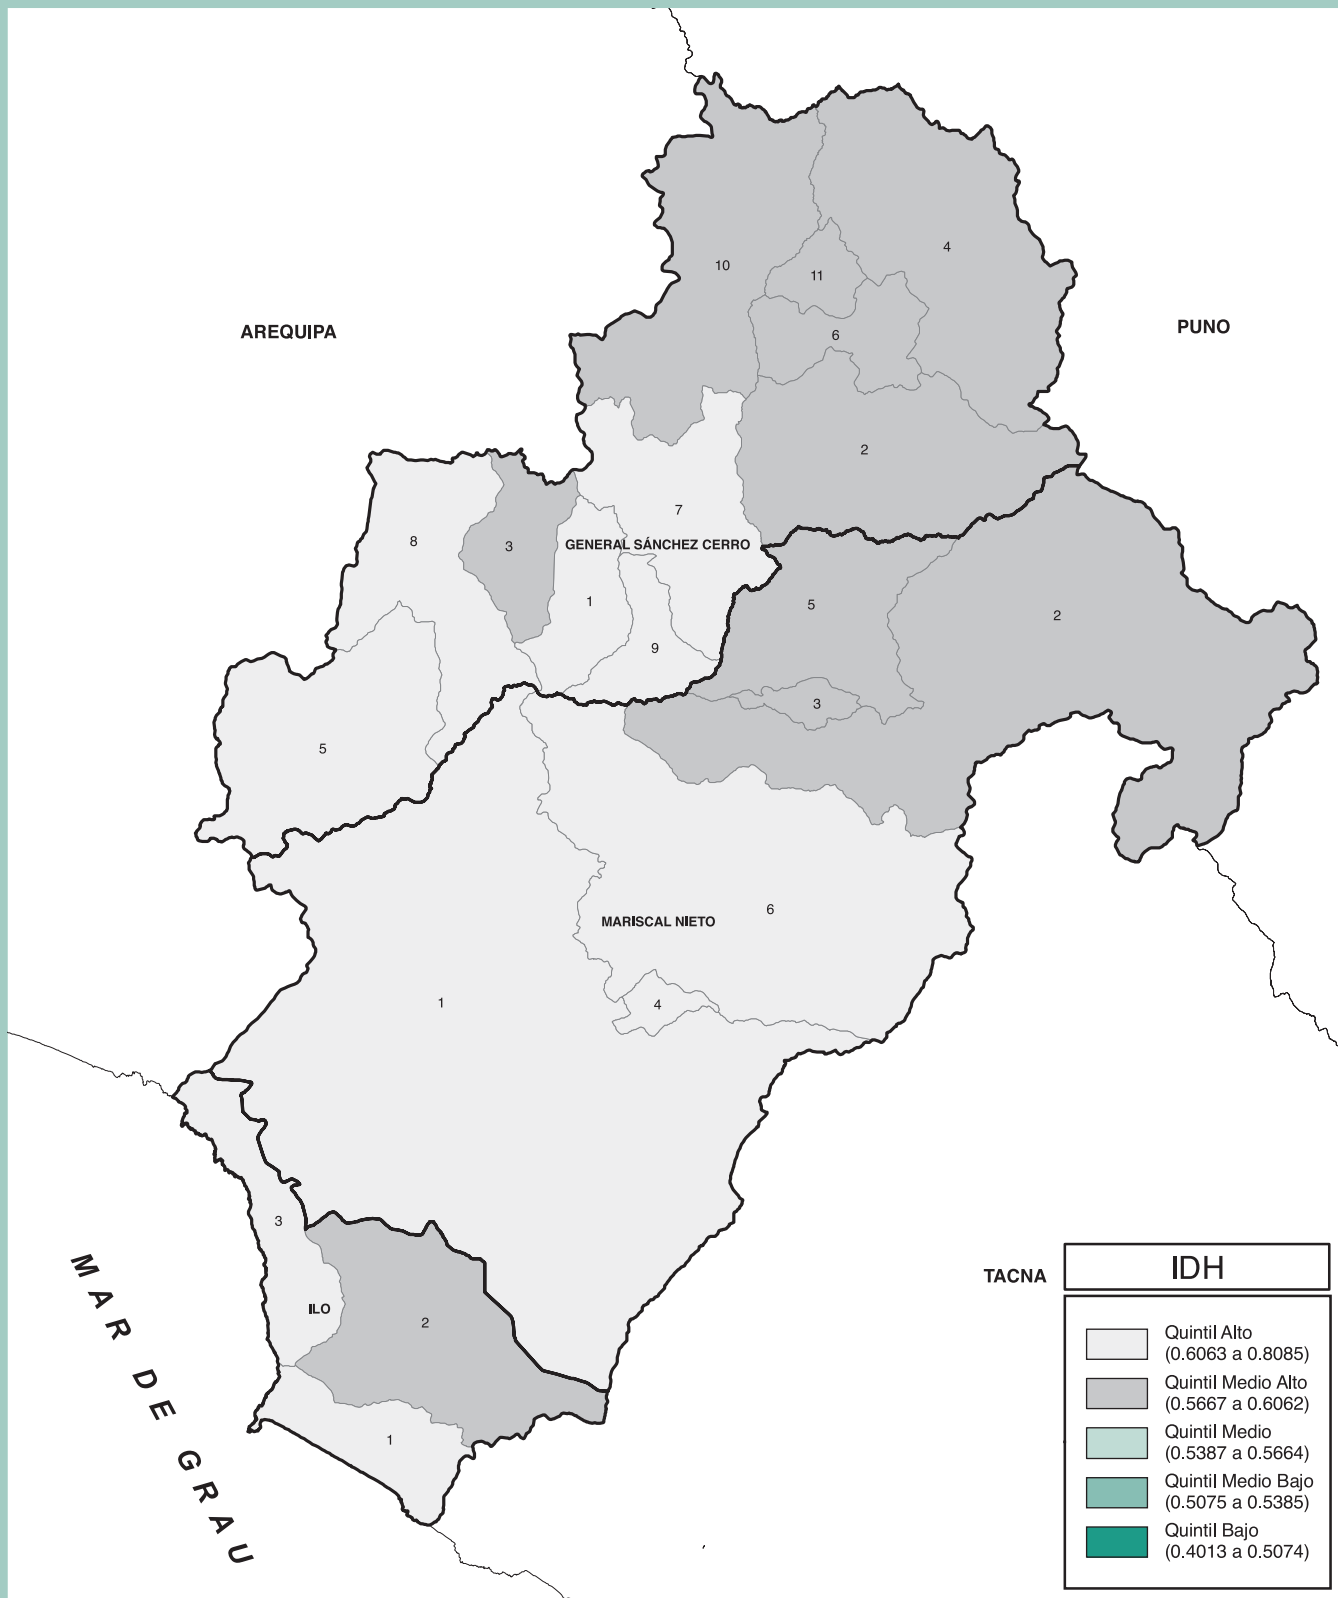 4
10
11
AREQUIPA
PUNO
6
2
7
8
3
GENERAL SÁNCHEZ CERRO
1
5
2
9
3
5
6
MARISCAL NIETO
1
4
3
MAR DE GRAU
ILO
2
1
TACNA
IDH
Quintil Alto
(0.6063 a 0.8085)
Quintil Medio Alto
(0.5667 a 0.6062)
Quintil Medio
(0.5387 a 0.5664)
Quintil Medio Bajo
(0.5075 a 0.5385)
Quintil Bajo
(0.4013 a 0.5074)